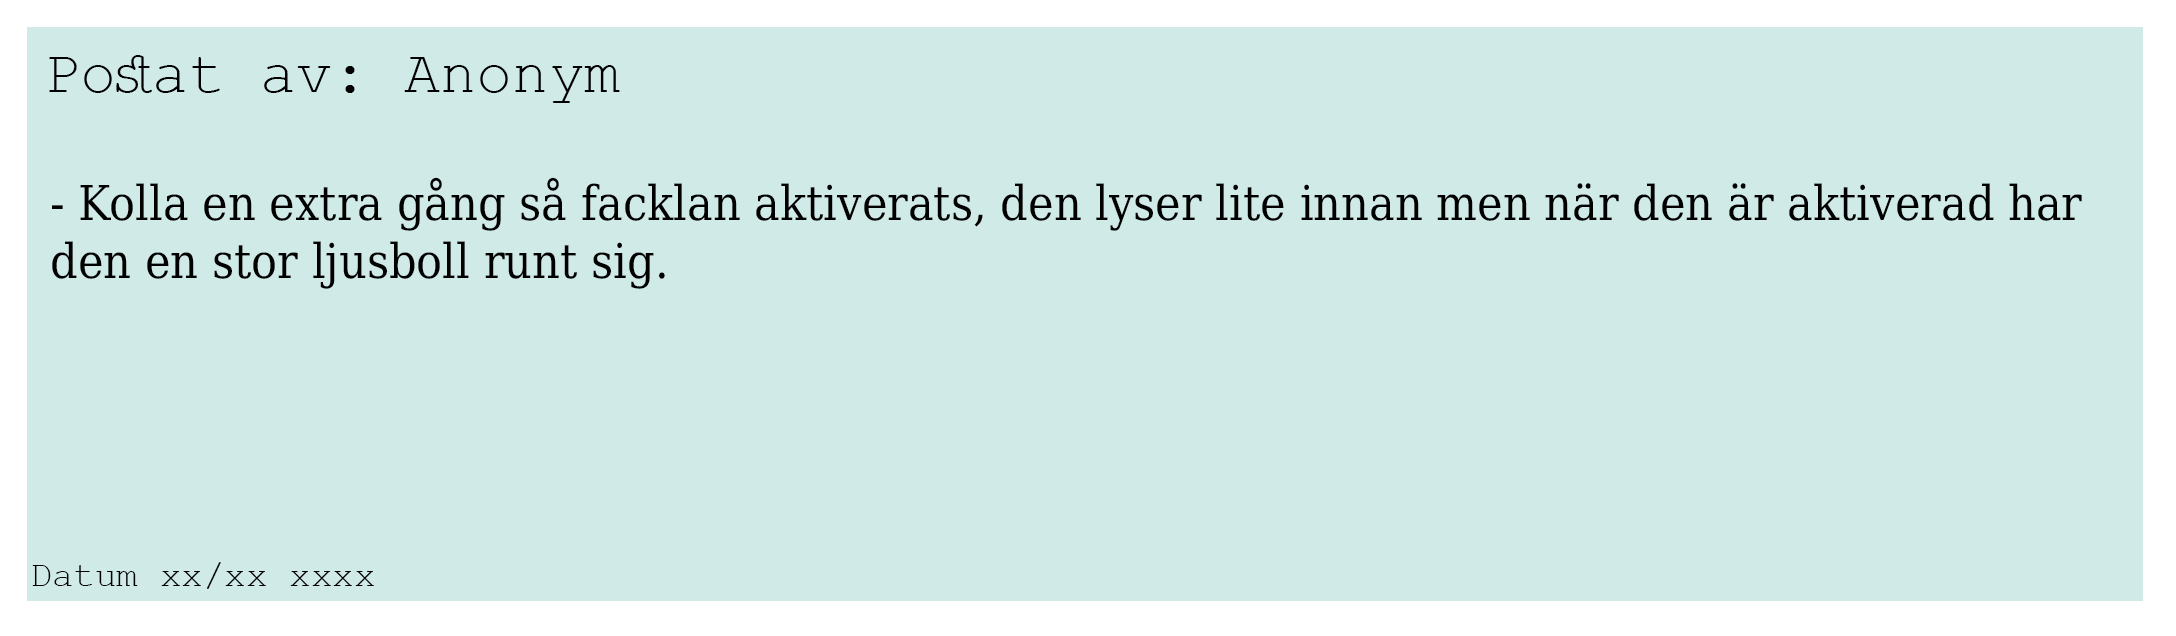 Postat av: Anonym
- Kolla en extra gång så facklan aktiverats, den lyser lite innan men när den är aktiverad har
den en stor ljusboll runt sig.
Datum xx/xx xxxx